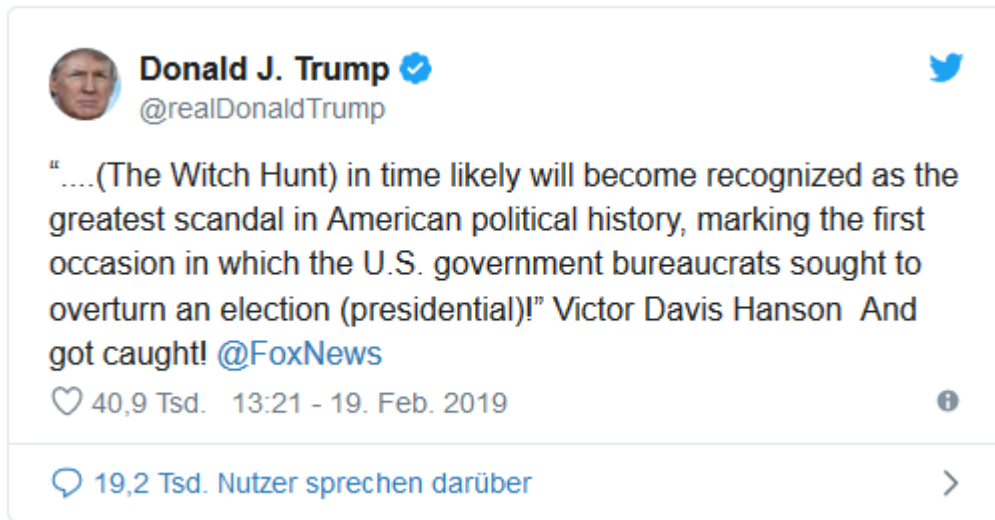 Donald J. Trump
@realDonaldTrump
“....(The Witch Hunt) in time likely will become recognized as the
greatest scandal in American political history, marking the first
occasion in which the U.S. government bureaucrats sought to
overturn an election (presidential)!” Victor Davis Hanson  And
got caught! @FoxNews
40,9 Tsd. 13:21 - 19. Feb. 2019
19,2 Tsd. Nutzer sprechen darüber